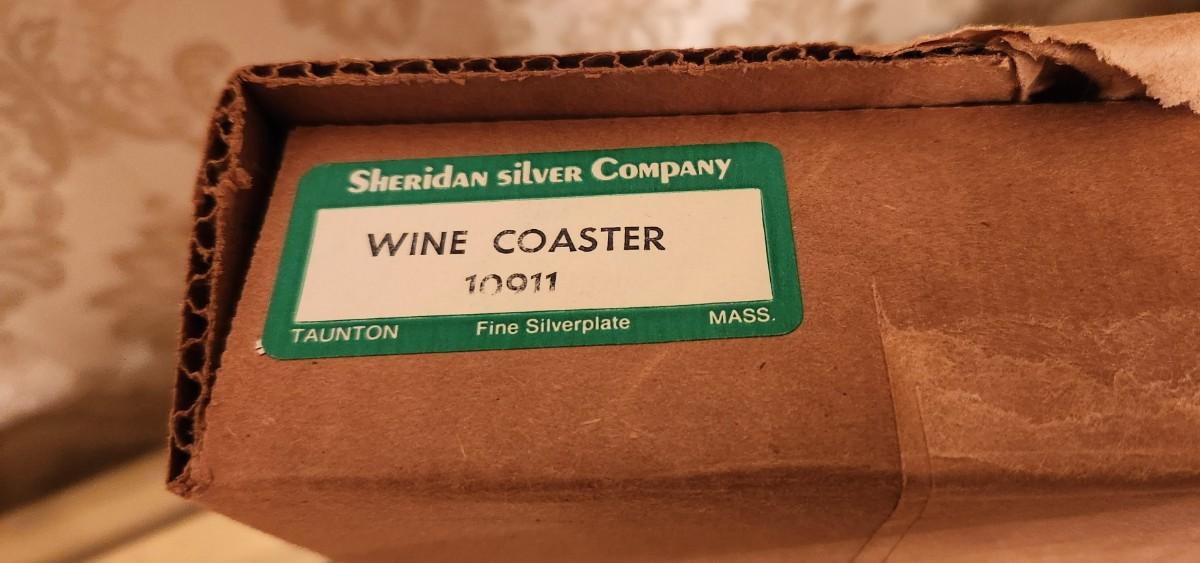 Sheridan silver Company
WINE COASTER
10911
TAUNTON Fine Silverplate MASS.